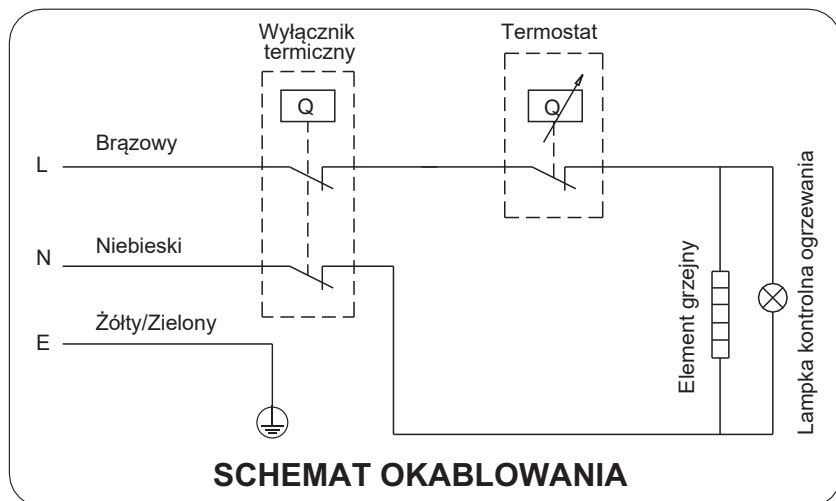 Wyłącznik
termiczny
Termostat
Q
Q
L
Brązowy
N
Niebieski
E
Żółty/Zielony
Element grzejny
Lampka kontrolna ogrzewania
SCHEMAT OKABLOWANIA